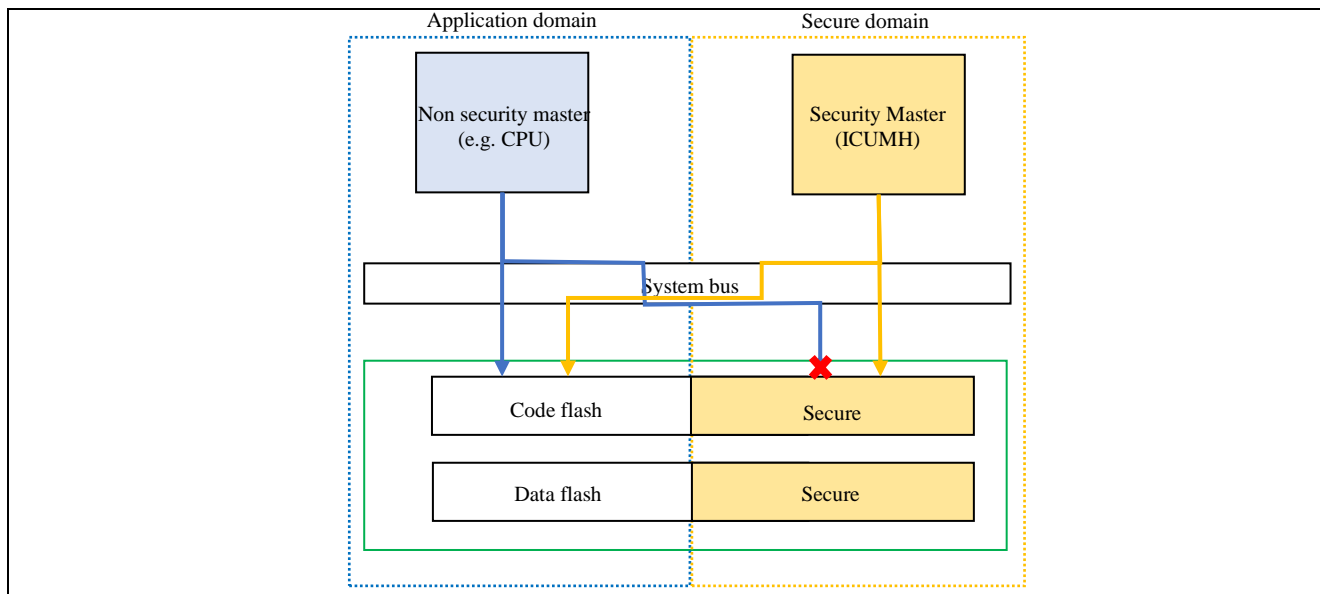 Application domain
Secure domain
Non security master
(e.g. CPU)
Security Master
(ICUMH)
System bus
Code flash
Secure
Data flash
Secure